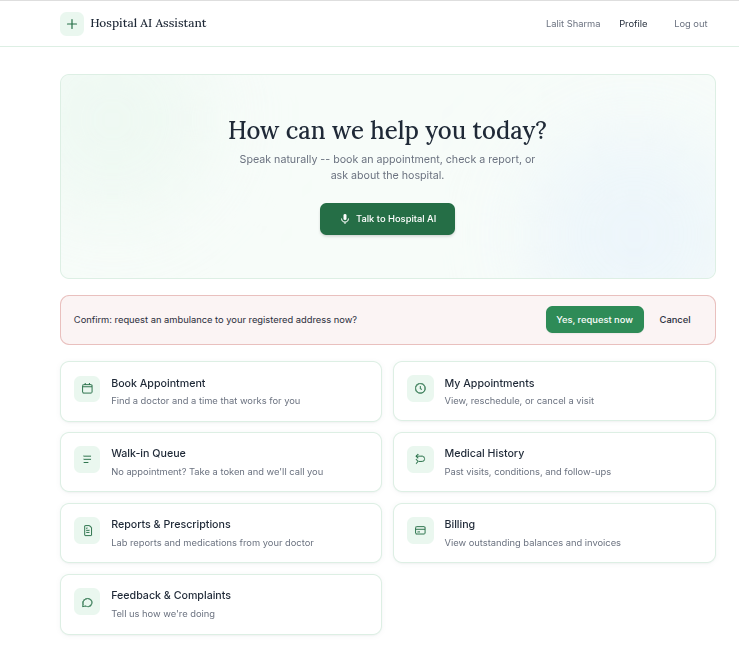 Hospital AI Assistant
Lalit Sharma Profile Log out
How can we help you today?
Speak naturally -- book an appointment, check a report, or
ask about the hospital.
Talk to Hospital AI
Confirm: request an ambulance to your registered address now?
Yes, request now Cancel
Book Appointment
Find a doctor and a time that works for you
My Appointments
View, reschedule, or cancel a visit
Walk-in Queue
No appointment? Take a token and we'll call you
Medical History
Past visits, conditions, and follow-ups
Reports & Prescriptions
Lab reports and medications from your doctor
Billing
View outstanding balances and invoices
Feedback & Complaints
Tell us how we're doing